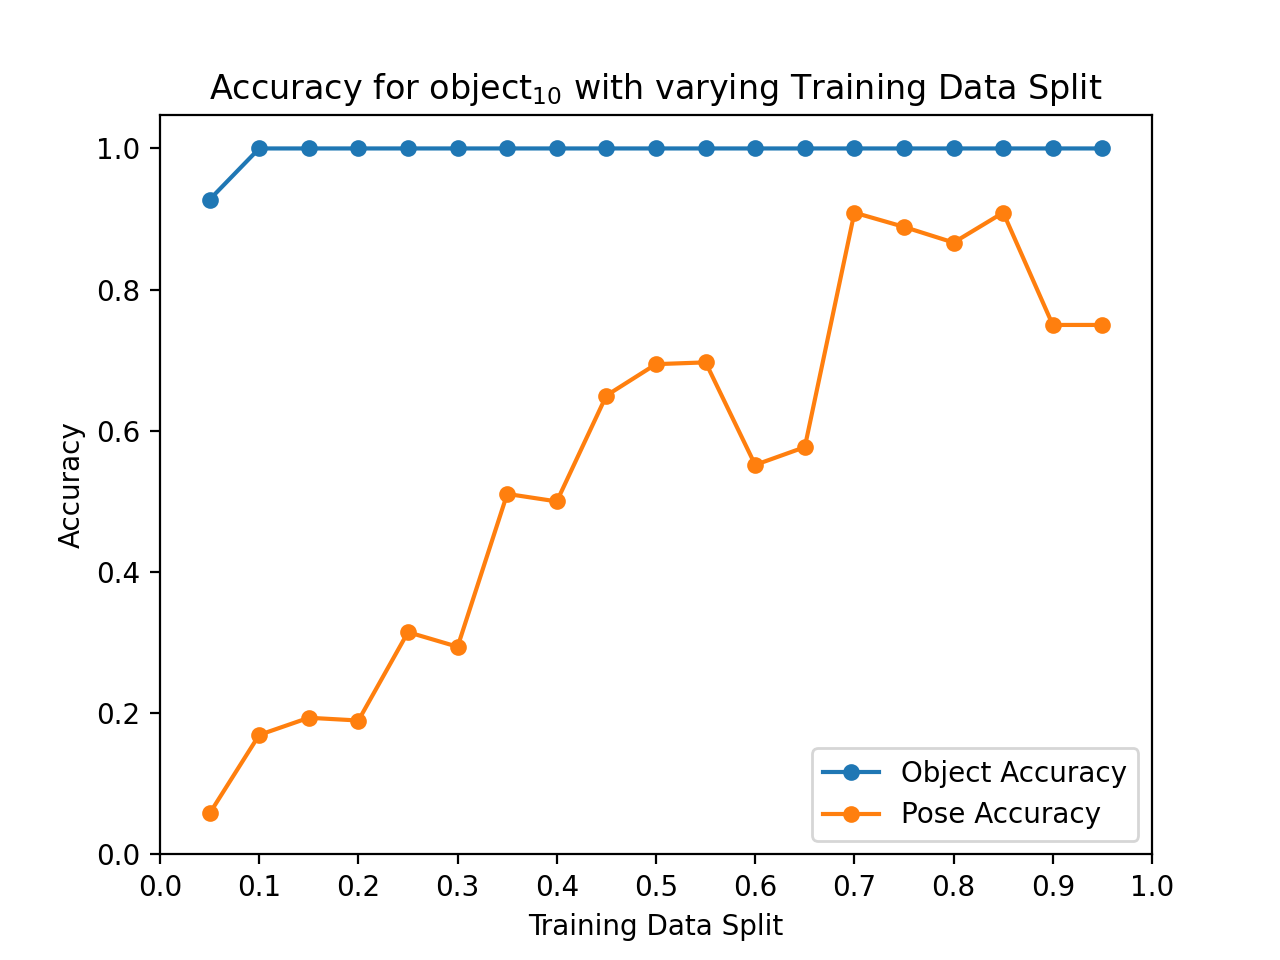 Accuracy for object₁₀ with varying Training Data Split
1.0
0.8
0.6
0.4
0.2
0.0
Accuracy
Object Accuracy
Pose Accuracy
0.0 0.1 0.2 0.3 0.4 0.5 0.6 0.7 0.8 0.9 1.0
Training Data Split